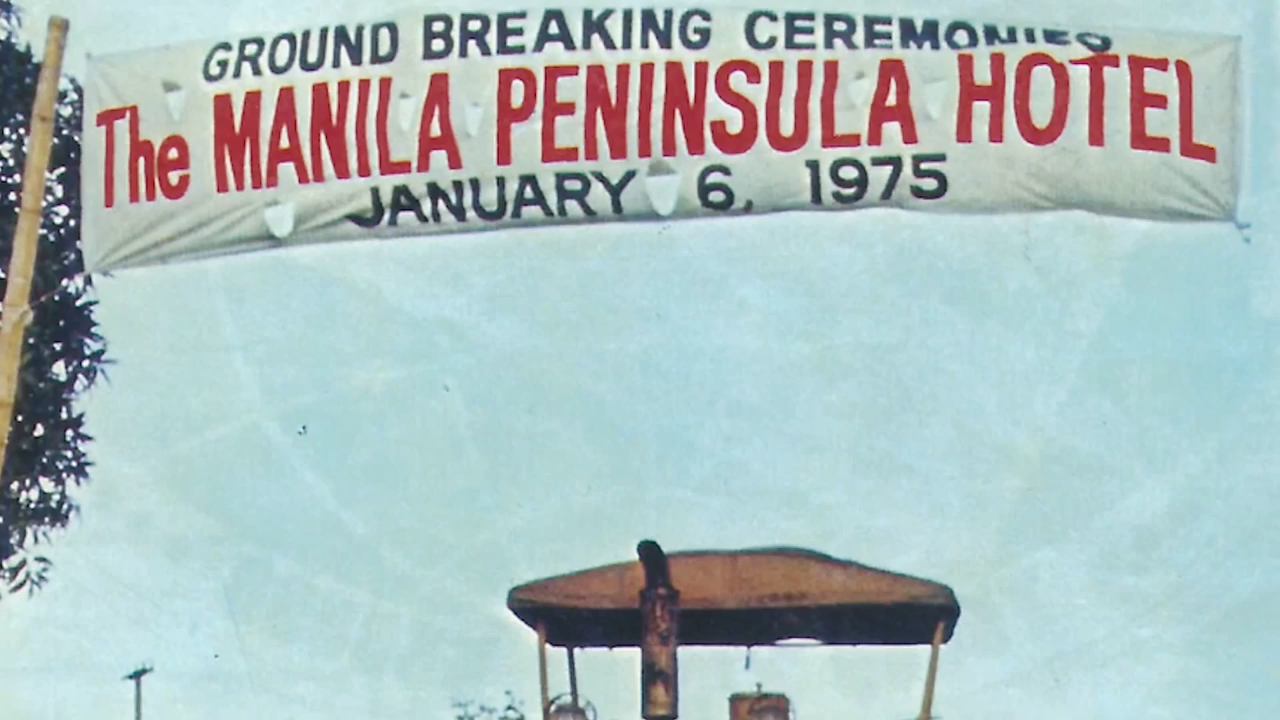 GROUND BREAKING CEREMONIES
The MANILA PENINSULA HOTEL
JANUARY 6, 1975